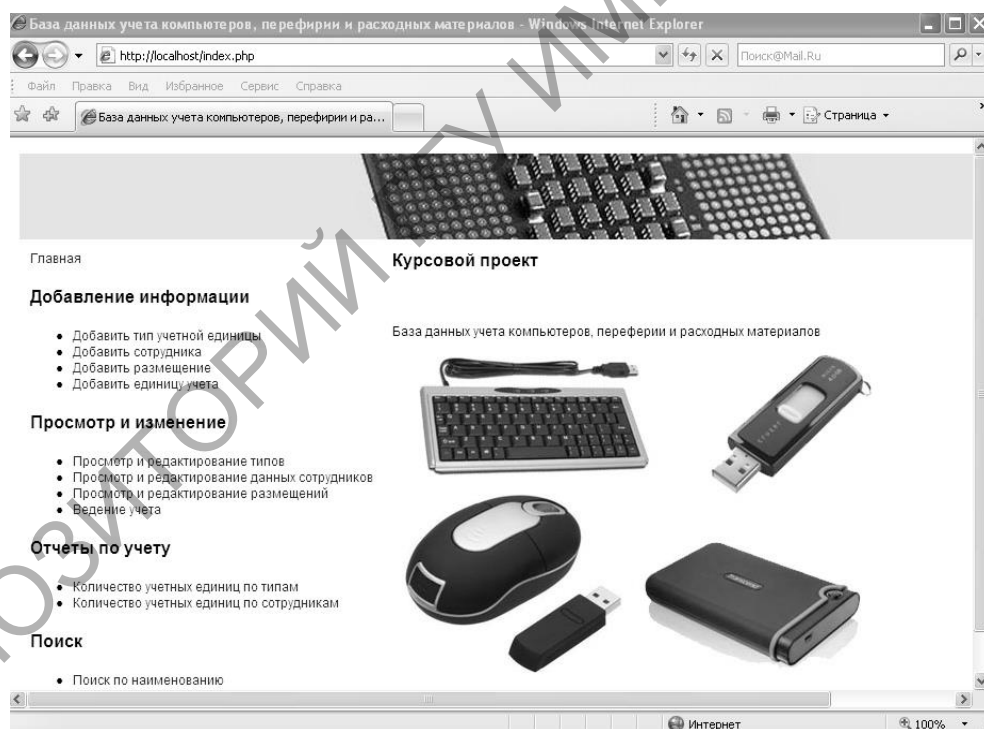 База данных учета компьютеров, перефирии и расходных материалов - Windows Internet Explorer
http://localhost/index.php
Поиск@Mail.Ru
Файл Правка Вид Избранное Сервис Справка
База данных учета компьютеров, перефирии и ра...
Страница
Главная
Добавление информации
Добавить тип учетной единицы
Добавить сотрудника
Добавить размещение
Добавить единицу учета
Просмотр и изменение
Просмотр и редактирование типов
Просмотр и редактирование данных сотрудников
Просмотр и редактирование размещений
Ведение учета
Отчеты по учету
Количество учетных единиц по типам
Количество учетных единиц по сотрудникам
Поиск
Поиск по наименованию
Курсовой проект
База данных учета компьютеров, переферии и расходных материалов
Интернет
100%